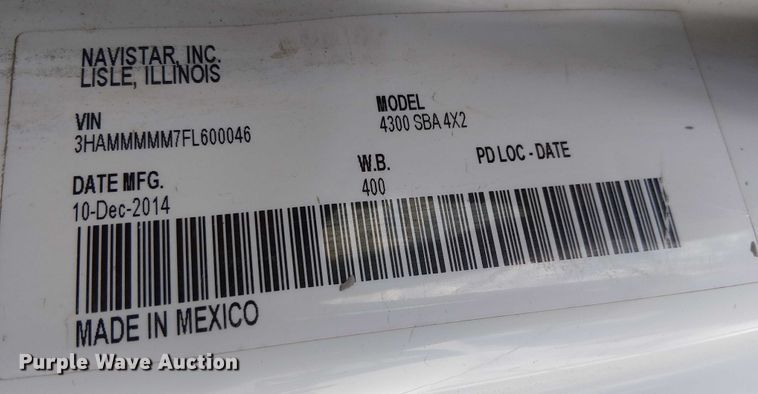 NAVISTAR, INC.
LISLE, ILLINOIS
VIN
3HAMMMMM7FL600046
MODEL
4300 SBA 4X2
DATE MFG.
10-Dec-2014
W.B.
400
PD LOC - DATE
MADE IN MEXICO
Purple Wave Auction